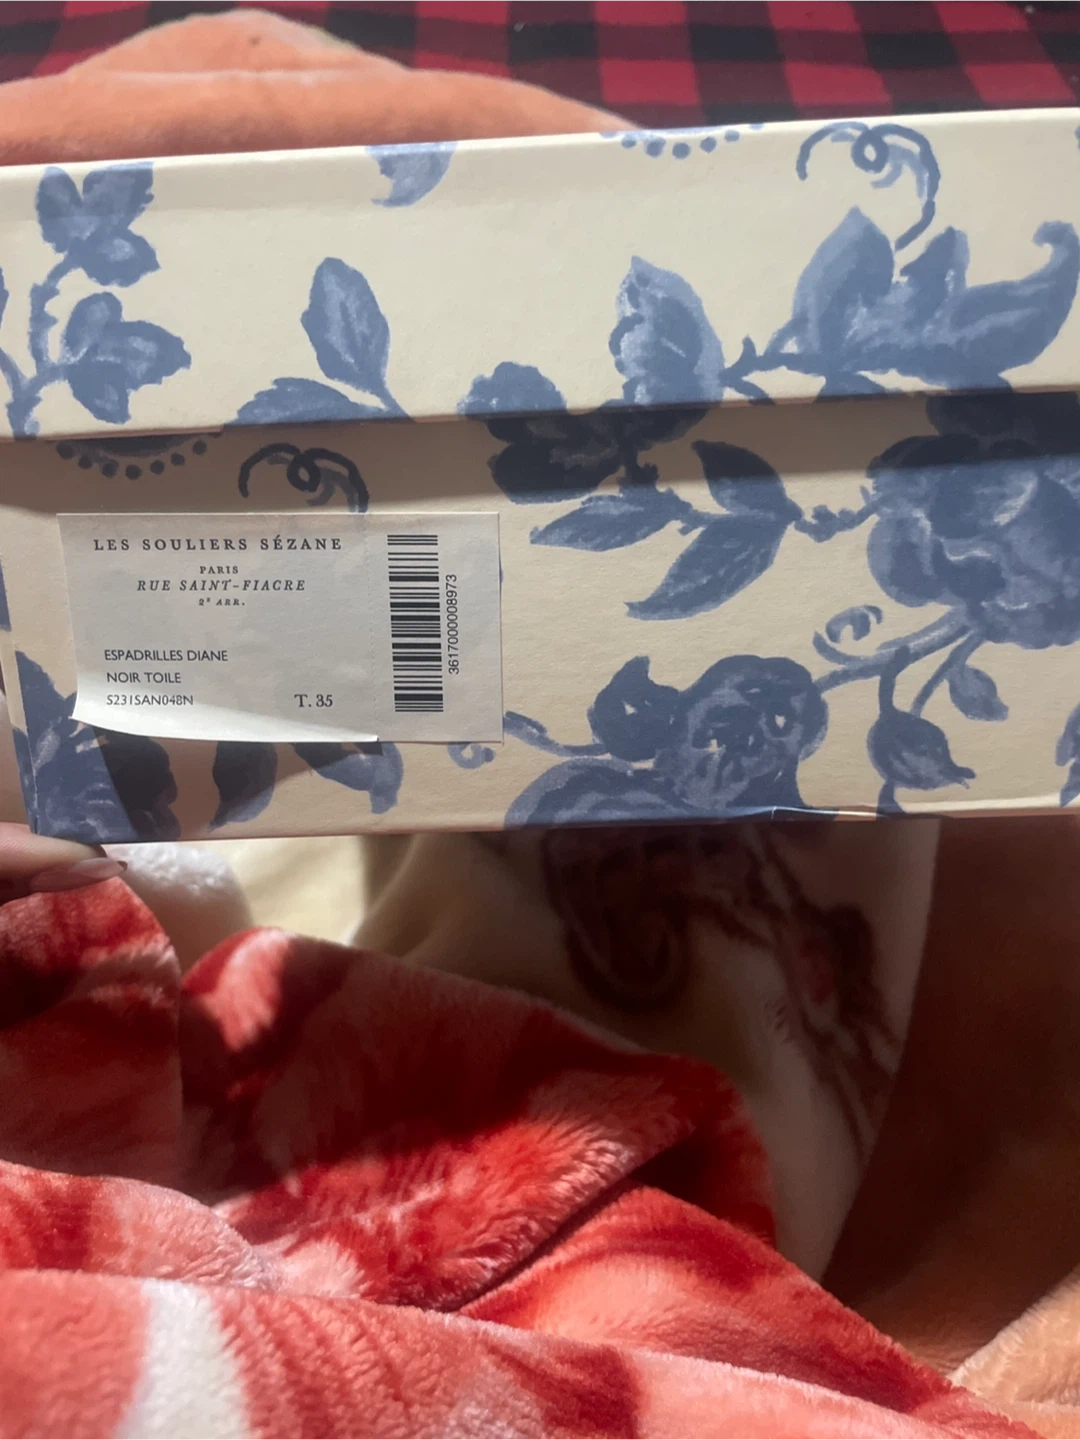 LES SOULIERS SÉZANE
PARIS
RUE SAINT-FIACRE
2ᵉ ARR.
ESPADRILLES DIANE
NOIR TOILE
S231SAN048N T. 35
3617000008973